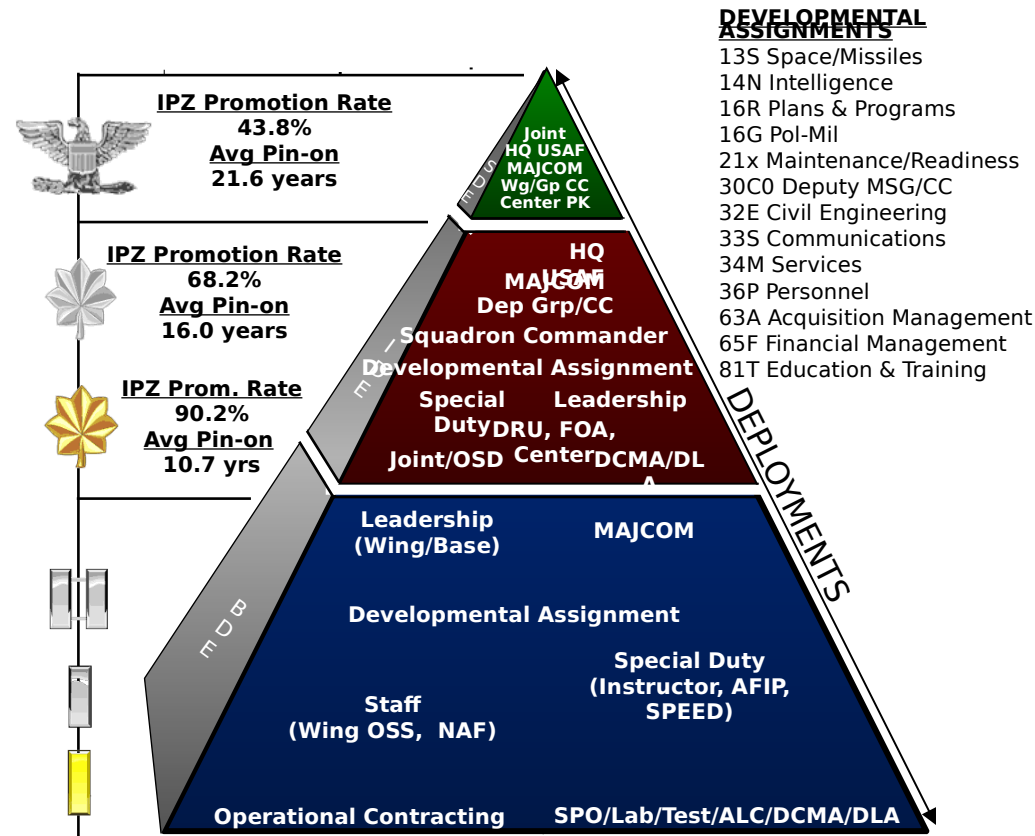 DEVELOPMENTAL
ASSIGNMENTS
13S Space/Missiles
14N Intelligence
16R Plans & Programs
16G Pol-Mil
21x Maintenance/Readiness
30C0 Deputy MSG/CC
32E Civil Engineering
33S Communications
34M Services
36P Personnel
63A Acquisition Management
65F Financial Management
81T Education & Training
IPZ Promotion Rate
43.8%
Avg Pin-on
21.6 years
IPZ Promotion Rate
68.2%
Avg Pin-on
16.0 years
IPZ Prom. Rate
90.2%
Avg Pin-on
10.7 yrs
SDE
Joint
HQ USAF
MAJCOM
Wg/Gp CC
Center PK
IDE
HQ
USAF
MAJCOM
Dep Grp/CC
Squadron Commander
Developmental Assignment
Special
Duty
Leadership
DRU, FOA,
Center
Joint/OSD
DCMA/DL
A
DEPLOYMENTS
BDE
Leadership
(Wing/Base)
MAJCOM
Developmental Assignment
Special Duty
(Instructor, AFIP,
SPEED)
Staff
(Wing OSS, NAF)
Operational Contracting
SPO/Lab/Test/ALC/DCMA/DLA